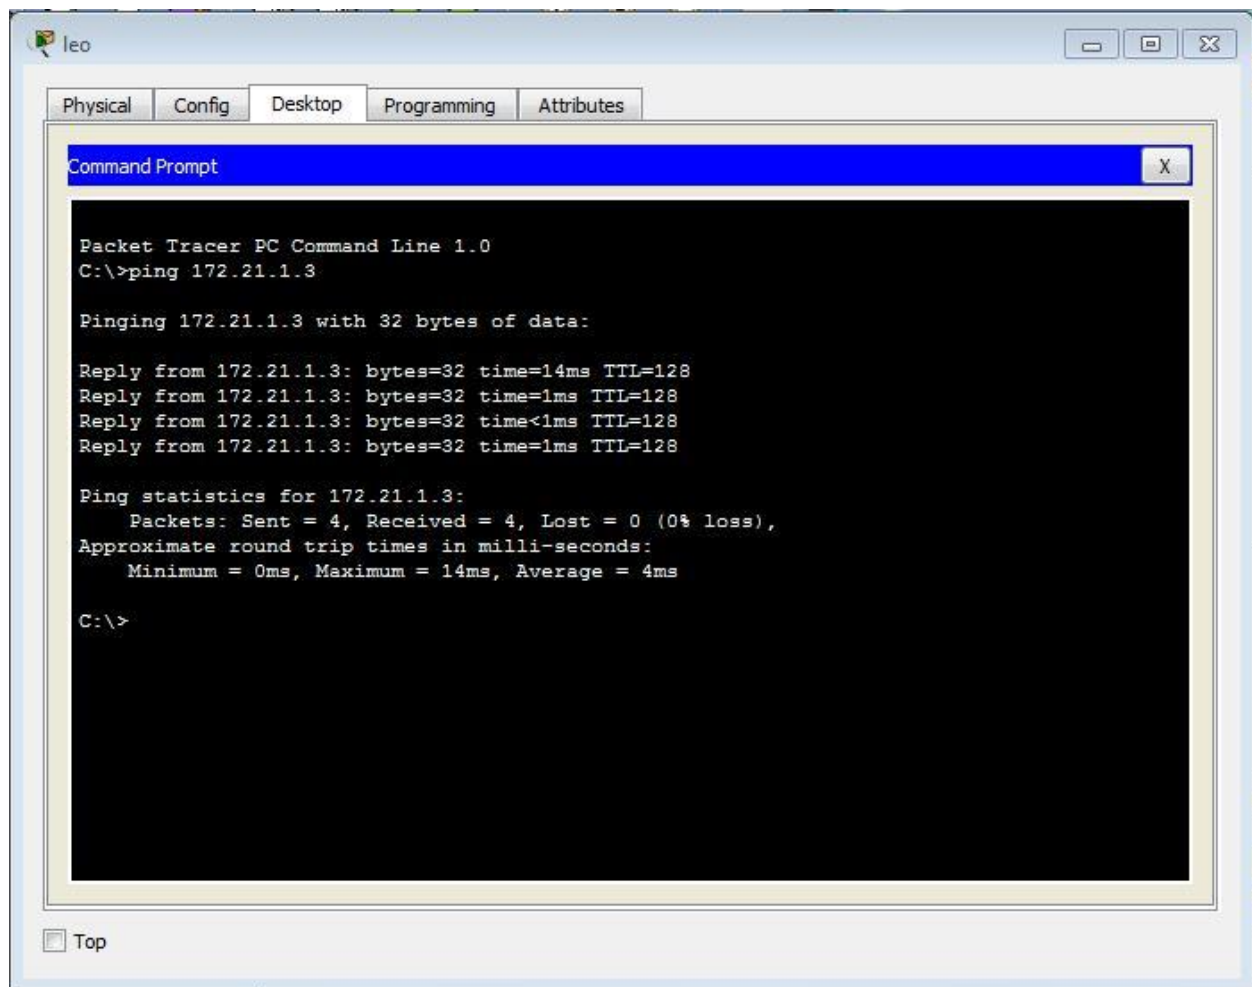 leo
Physical Config Desktop Programming Attributes
Command Prompt
X
Packet Tracer PC Command Line 1.0
C:\>ping 172.21.1.3
Pinging 172.21.1.3 with 32 bytes of data:
Reply from 172.21.1.3: bytes=32 time=14ms TTL=128
Reply from 172.21.1.3: bytes=32 time=1ms TTL=128
Reply from 172.21.1.3: bytes=32 time<1ms TTL=128
Reply from 172.21.1.3: bytes=32 time=1ms TTL=128
Ping statistics for 172.21.1.3:
    Packets: Sent = 4, Received = 4, Lost = 0 (0% loss),
Approximate round trip times in milli-seconds:
    Minimum = 0ms, Maximum = 14ms, Average = 4ms
C:\>
Top